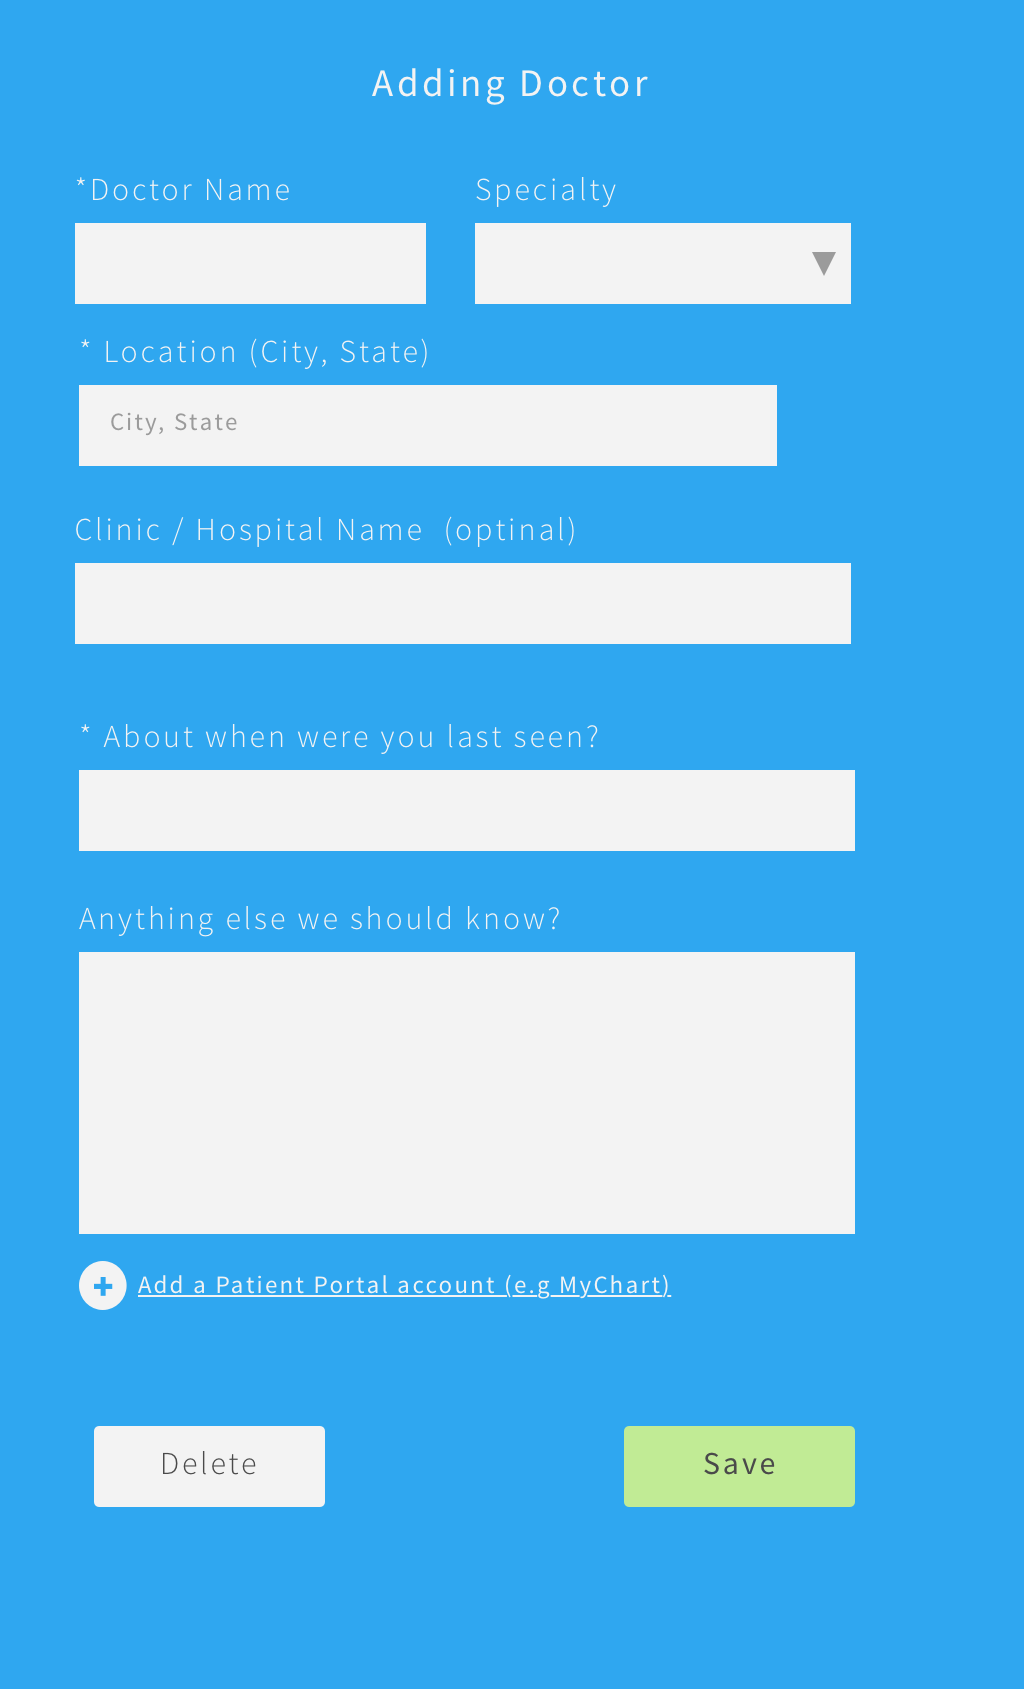 Adding Doctor
*Doctor Name
Specialty
* Location (City, State)
City, State
Clinic / Hospital Name  (optinal)
* About when were you last seen?
Anything else we should know?
Add a Patient Portal account (e.g MyChart)
Delete
Save